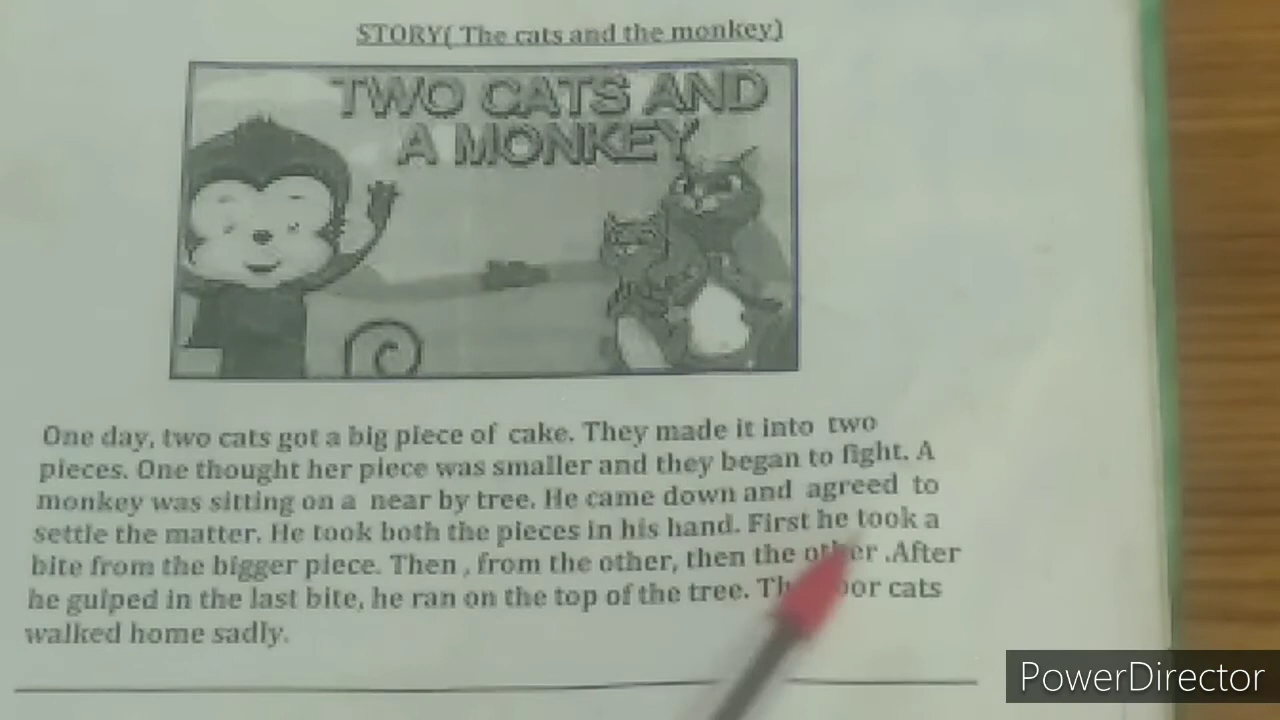 STORY( The cats and the monkey)
TWO CATS AND
A MONKEY
One day, two cats got a big piece of cake. They made it into two
pieces. One thought her piece was smaller and they began to fight. A
monkey was sitting on a near by tree. He came down and agreed to
settle the matter. He took both the pieces in his hand. First he took a
bite from the bigger piece. Then , from the other, then the other .After
he gulped in the last bite, he ran on the top of the tree. The poor cats
walked home sadly.
PowerDirector